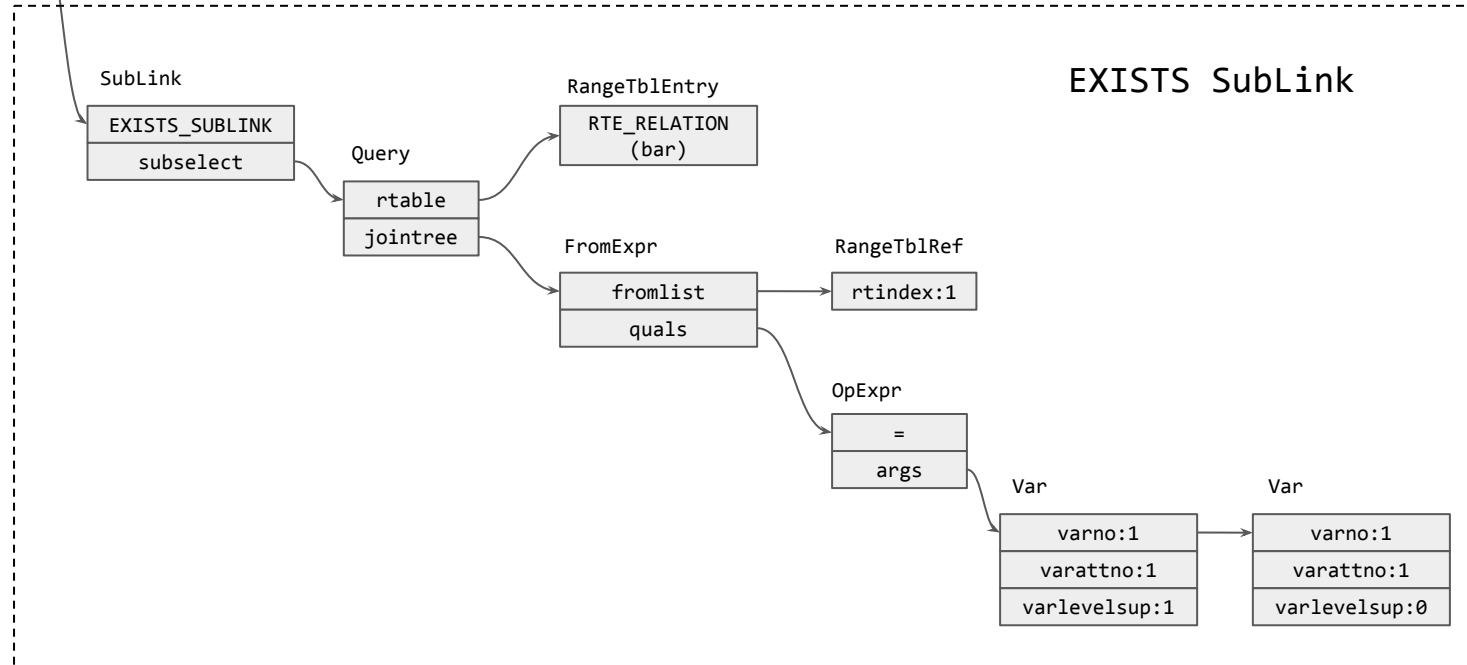 EXISTS SubLink
SubLink
EXISTS_SUBLINK
subselect
Query
rtable
jointree
RangeTblEntry
RTE_RELATION
(bar)
FromExpr
fromlist
quals
RangeTblRef
rtindex:1
OpExpr
=
args
Var
varno:1
varattno:1
varlevelsup:1
Var
varno:1
varattno:1
varlevelsup:0